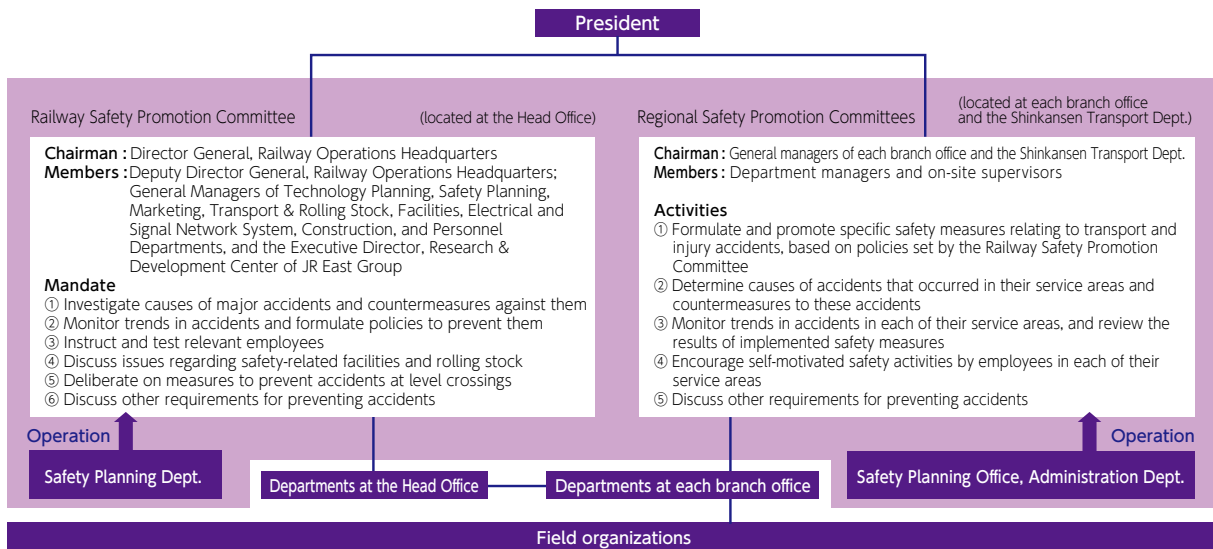 President
Railway Safety Promotion Committee
(located at the Head Office)
Chairman : Director General, Railway Operations Headquarters
Members : Deputy Director General, Railway Operations Headquarters;
General Managers of Technology Planning, Safety Planning,
Marketing, Transport & Rolling Stock, Facilities, Electrical and
Signal Network System, Construction, and Personnel
Departments, and the Executive Director, Research &
Development Center of JR East Group
Mandate
① Investigate causes of major accidents and countermeasures against them
② Monitor trends in accidents and formulate policies to prevent them
③ Instruct and test relevant employees
④ Discuss issues regarding safety-related facilities and rolling stock
⑤ Deliberate on measures to prevent accidents at level crossings
⑥ Discuss other requirements for preventing accidents
Operation
Safety Planning Dept.
Regional Safety Promotion Committees
(located at each branch office
and the Shinkansen Transport Dept.)
Chairman : General managers of each branch office and the Shinkansen Transport Dept.
Members : Department managers and on-site supervisors
Activities
① Formulate and promote specific safety measures relating to transport and
injury accidents, based on policies set by the Railway Safety Promotion
Committee
② Determine causes of accidents that occurred in their service areas and
countermeasures to these accidents
③ Monitor trends in accidents in each of their service areas, and review the
results of implemented safety measures
④ Encourage self-motivated safety activities by employees in each of their
service areas
⑤ Discuss other requirements for preventing accidents
Operation
Safety Planning Office, Administration Dept.
Departments at the Head Office
Departments at each branch office
Field organizations